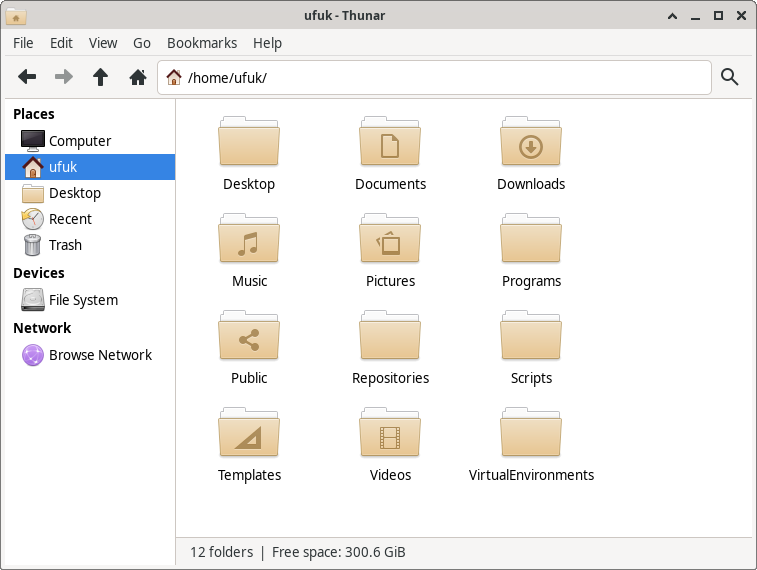 ufuk - Thunar
File Edit View Go Bookmarks Help
/home/ufuk/
Places
Computer
ufuk
Desktop
Recent
Trash
Devices
File System
Network
Browse Network
Desktop Documents Downloads
Music Pictures Programs
Public Repositories Scripts
Templates Videos VirtualEnvironments
12 folders | Free space: 300.6 GiB